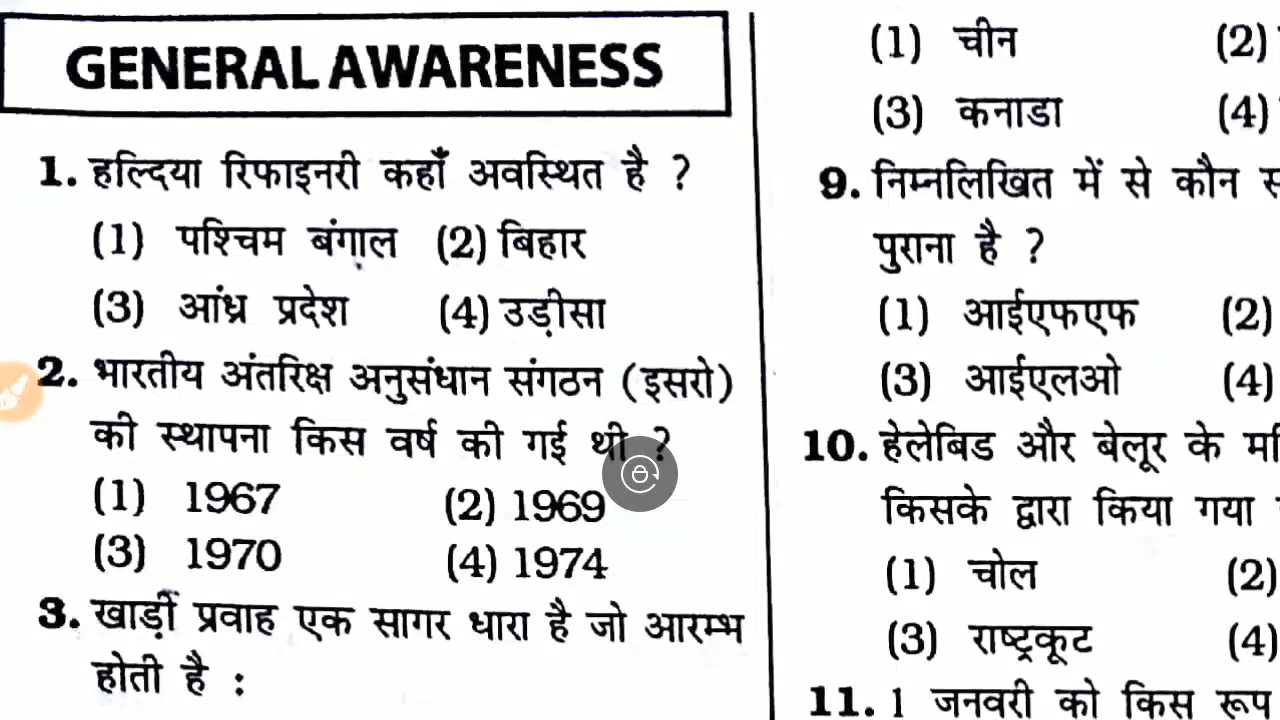 GENERAL AWARENESS
1. हल्दिया रिफाइनरी कहाँ अवस्थित है ?
(1) पश्चिम बंगाल (2) बिहार
(3) आंध्र प्रदेश (4) उड़ीसा
2. भारतीय अंतरिक्ष अनुसंधान संगठन (इसरो)
की स्थापना किस वर्ष की गई थी ?
(1) 1967 (2) 1969
(3) 1970 (4) 1974
3. खाड़ी प्रवाह एक सागर धारा है जो आरम्भ
होती है :
(1) चीन (2)
(3) कनाडा (4)
9. निम्नलिखित में से कौन
पुराना है ?
(1) आईएफएफ (2)
(3) आईएलओ (4)
10. हेलेबिड और बेलूर के
किसके द्वारा किया गया
(1) चोल (2)
(3) राष्ट्रकूट (4)
11. 1 जनवरी को किस रूप